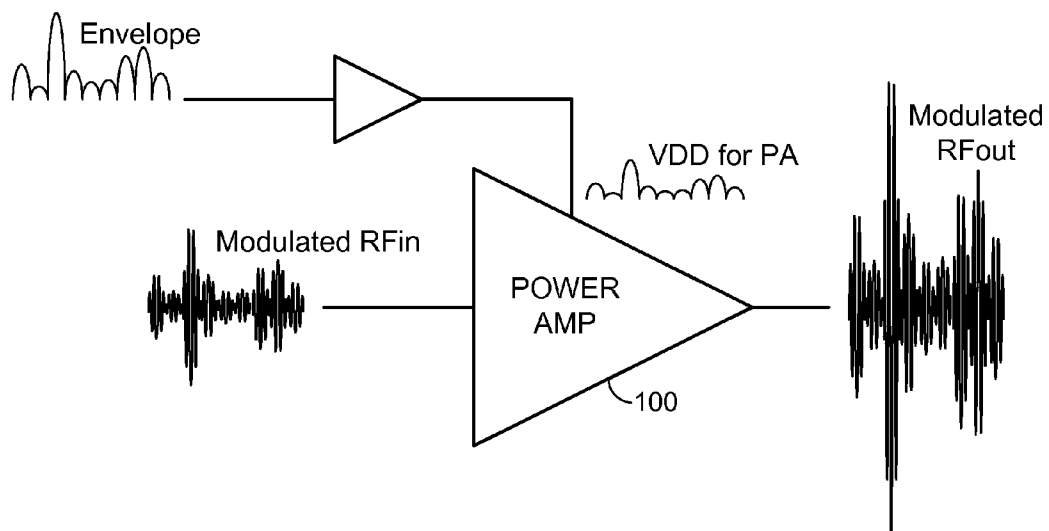 Envelope
Modulated
RFout
VDD for PA
Modulated RFin
POWER
AMP
100